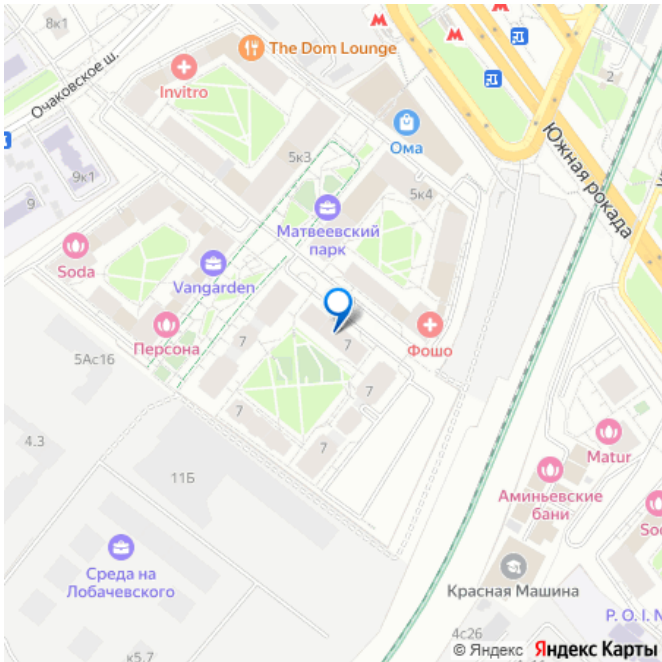 8к1
The Dom Lounge
2
Очаковское ш.
Invitro
Ома
Южная рокада
5к3
9к1
5к4
9
Матвеевский
парк
Soda
Vangarden
Персона
7
7
Фошо
5Ас16
7
7
4.3
7
11Б
Matur
Аминьевские
бани
Среда на
Лобачевского
Красная Машина
P. O. I. N
4с26
к5.7
© Яндекс Яндекс Карты